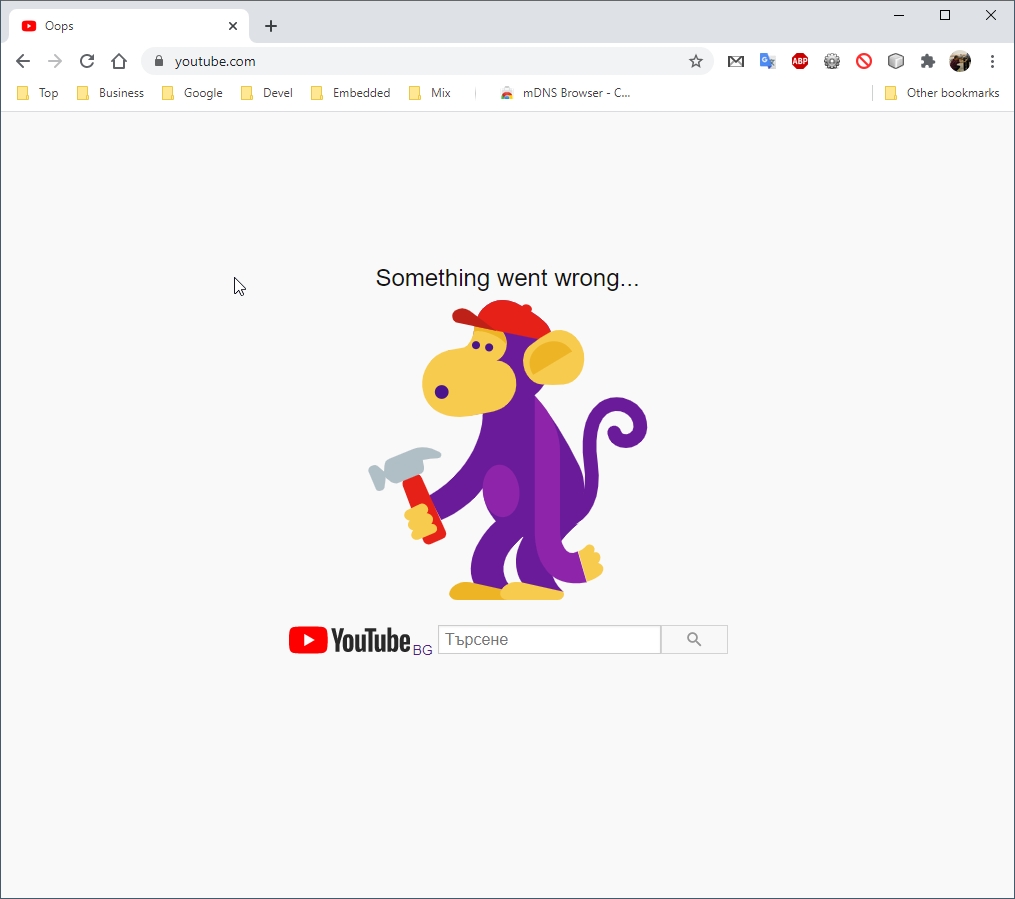 Oops
youtube.com
ABP
Top Business Google Devel Embedded Mix mDNS Browser - C... Other bookmarks
Something went wrong...
YouTube BG Търсене